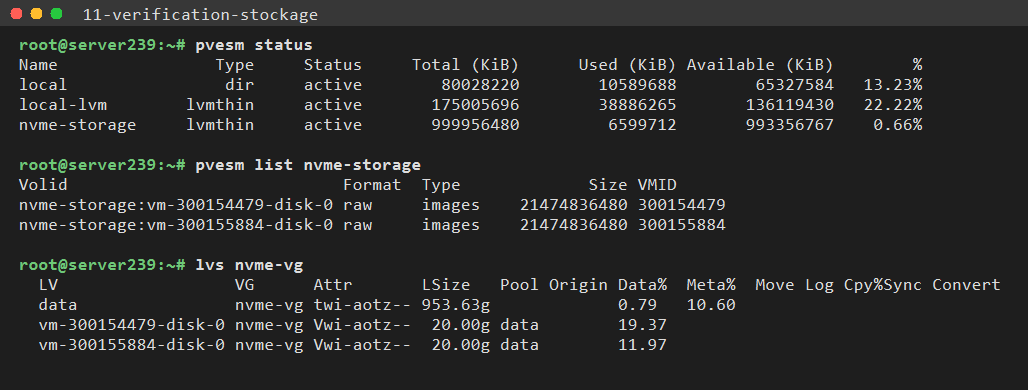 11-verification-stockage
root@server239:~# pvesm status
Name                 Type     Status     Total (KiB)      Used (KiB) Available (KiB)        %
local                 dir     active        80028220        10589688        65327584   13.23%
local-lvm        lvmthin     active       175005696        38886265       136119430   22.22%
nvme-storage     lvmthin     active       999956480         6599712       993356767    0.66%
root@server239:~# pvesm list nvme-storage
Volid                            Format  Type             Size VMID
nvme-storage:vm-300154479-disk-0 raw     images    21474836480 300154479
nvme-storage:vm-300155884-disk-0 raw     images    21474836480 300155884
root@server239:~# lvs nvme-vg
  LV                  VG      Attr       LSize   Pool Origin Data%  Meta%  Move Log Cpy%Sync Convert
  data                nvme-vg twi-aotz-- 953.63g             0.79   10.60
  vm-300154479-disk-0 nvme-vg Vwi-aotz--  20.00g data        19.37
  vm-300155884-disk-0 nvme-vg Vwi-aotz--  20.00g data        11.97